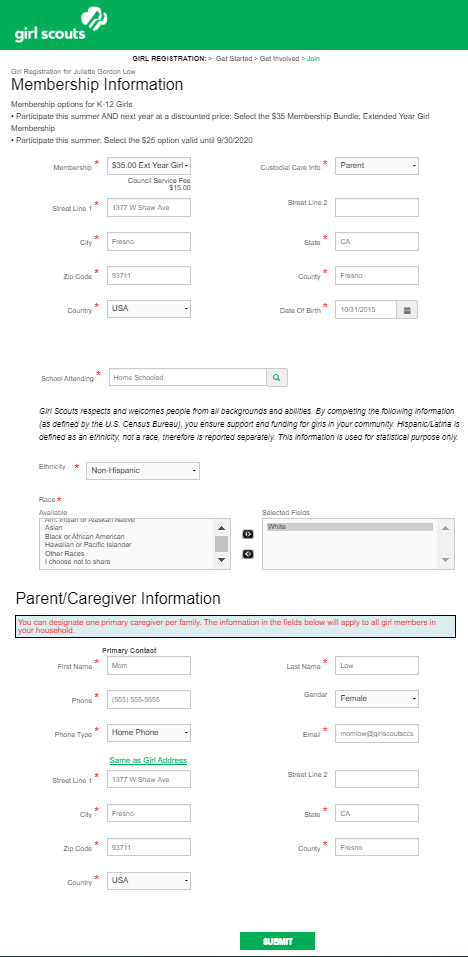 girl scouts
GIRL REGISTRATION: > Get Started > Get Involved > Join
Girl Registration for Juliette Gordon Low
Membership Information
Membership options for K-12 Girls
• Participate this summer AND next year at a discounted price: Select the $35 Membership Bundle: Extended Year Girl
Membership
• Participate this summer: Select the $25 option valid until 9/30/2020
Membership * $35.00 Ext Year Girl Custodial Care Info * Parent
Council Service Fee
$15.00
Street Line 1 * 1377 W Shaw Ave Street Line 2
City * Fresno State * CA
Zip Code * 93711 County * Fresno
Country * USA Date Of Birth * 10/31/2015
School Attending * Home Schooled
Girl Scouts respects and welcomes people from all backgrounds and abilities. By completing the following information
(as defined by the U.S. Census Bureau), you ensure support and funding for girls in your community. Hispanic/Latina is
defined as an ethnicity, not a race, therefore is reported separately. This information is used for statistical purpose only.
Ethnicity * Non-Hispanic
Race *
Available Selected Fields
Am. Indian or Alaskan Native White
Asian
Black or African American
Hawaiian or Pacific Islander
Other Races
I choose not to share
Parent/Caregiver Information
You can designate one primary caregiver per family. The information in the fields below will apply to all girl members in
your household.
Primary Contact
First Name * Mom Last Name * Low
Phone * (555) 555-5555 Gender Female
Phone Type * Home Phone Email * momlow@girlscoutsccs
Same as Girl Address
Street Line 1 * 1377 W Shaw Ave Street Line 2
City * Fresno State * CA
Zip Code * 93711 County * Fresno
Country * USA
SUBMIT